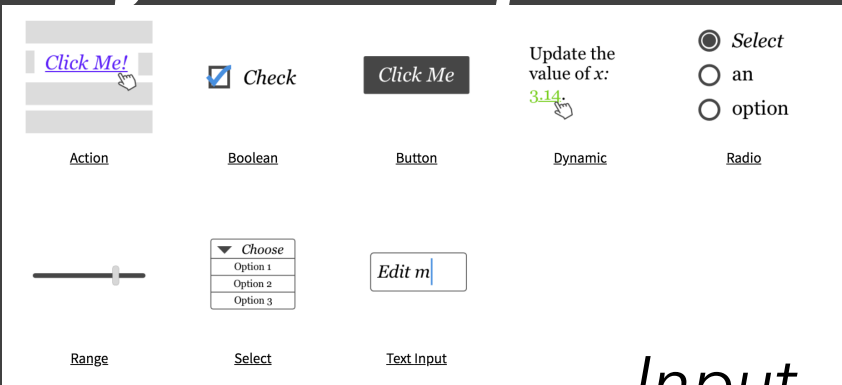 Click Me!
Check
Click Me
Update the
value of x:
3.14.
Select
an
option
Action
Boolean
Button
Dynamic
Radio
Choose
Option 1
Option 2
Option 3
Edit m
Range
Select
Text Input
Input